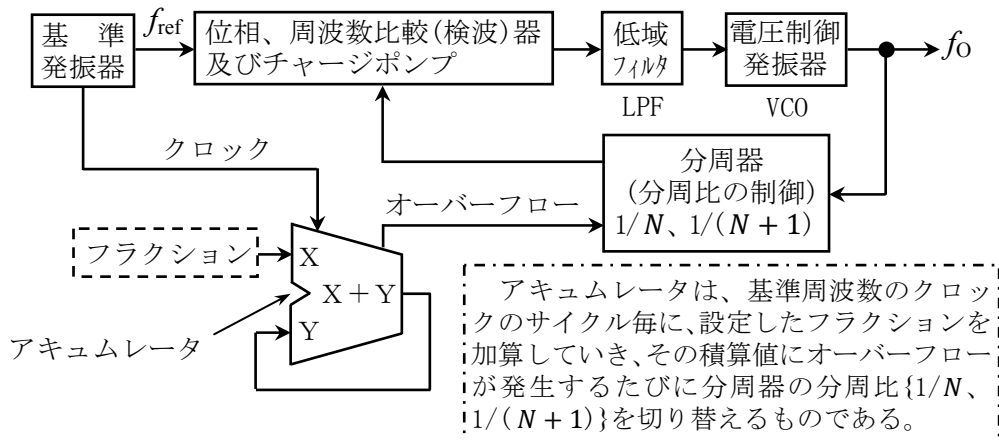 基 準
発振器
fref
位相、周波数比較(検波)器
及びチャージポンプ
低域
フィルタ
LPF
電圧制御
発振器
VCO
fO
クロック
分周器
(分周比の制御)
1/N、1/(N + 1)
オーバーフロー
フラクション
X
X + Y
Y
アキュムレータ
アキュムレータは、基準周波数のクロッ
クのサイクル毎に、設定したフラクションを
加算していき、その積算値にオーバーフロー
が発生するたびに分周器の分周比{1/N、
1/(N + 1)}を切り替えるものである。